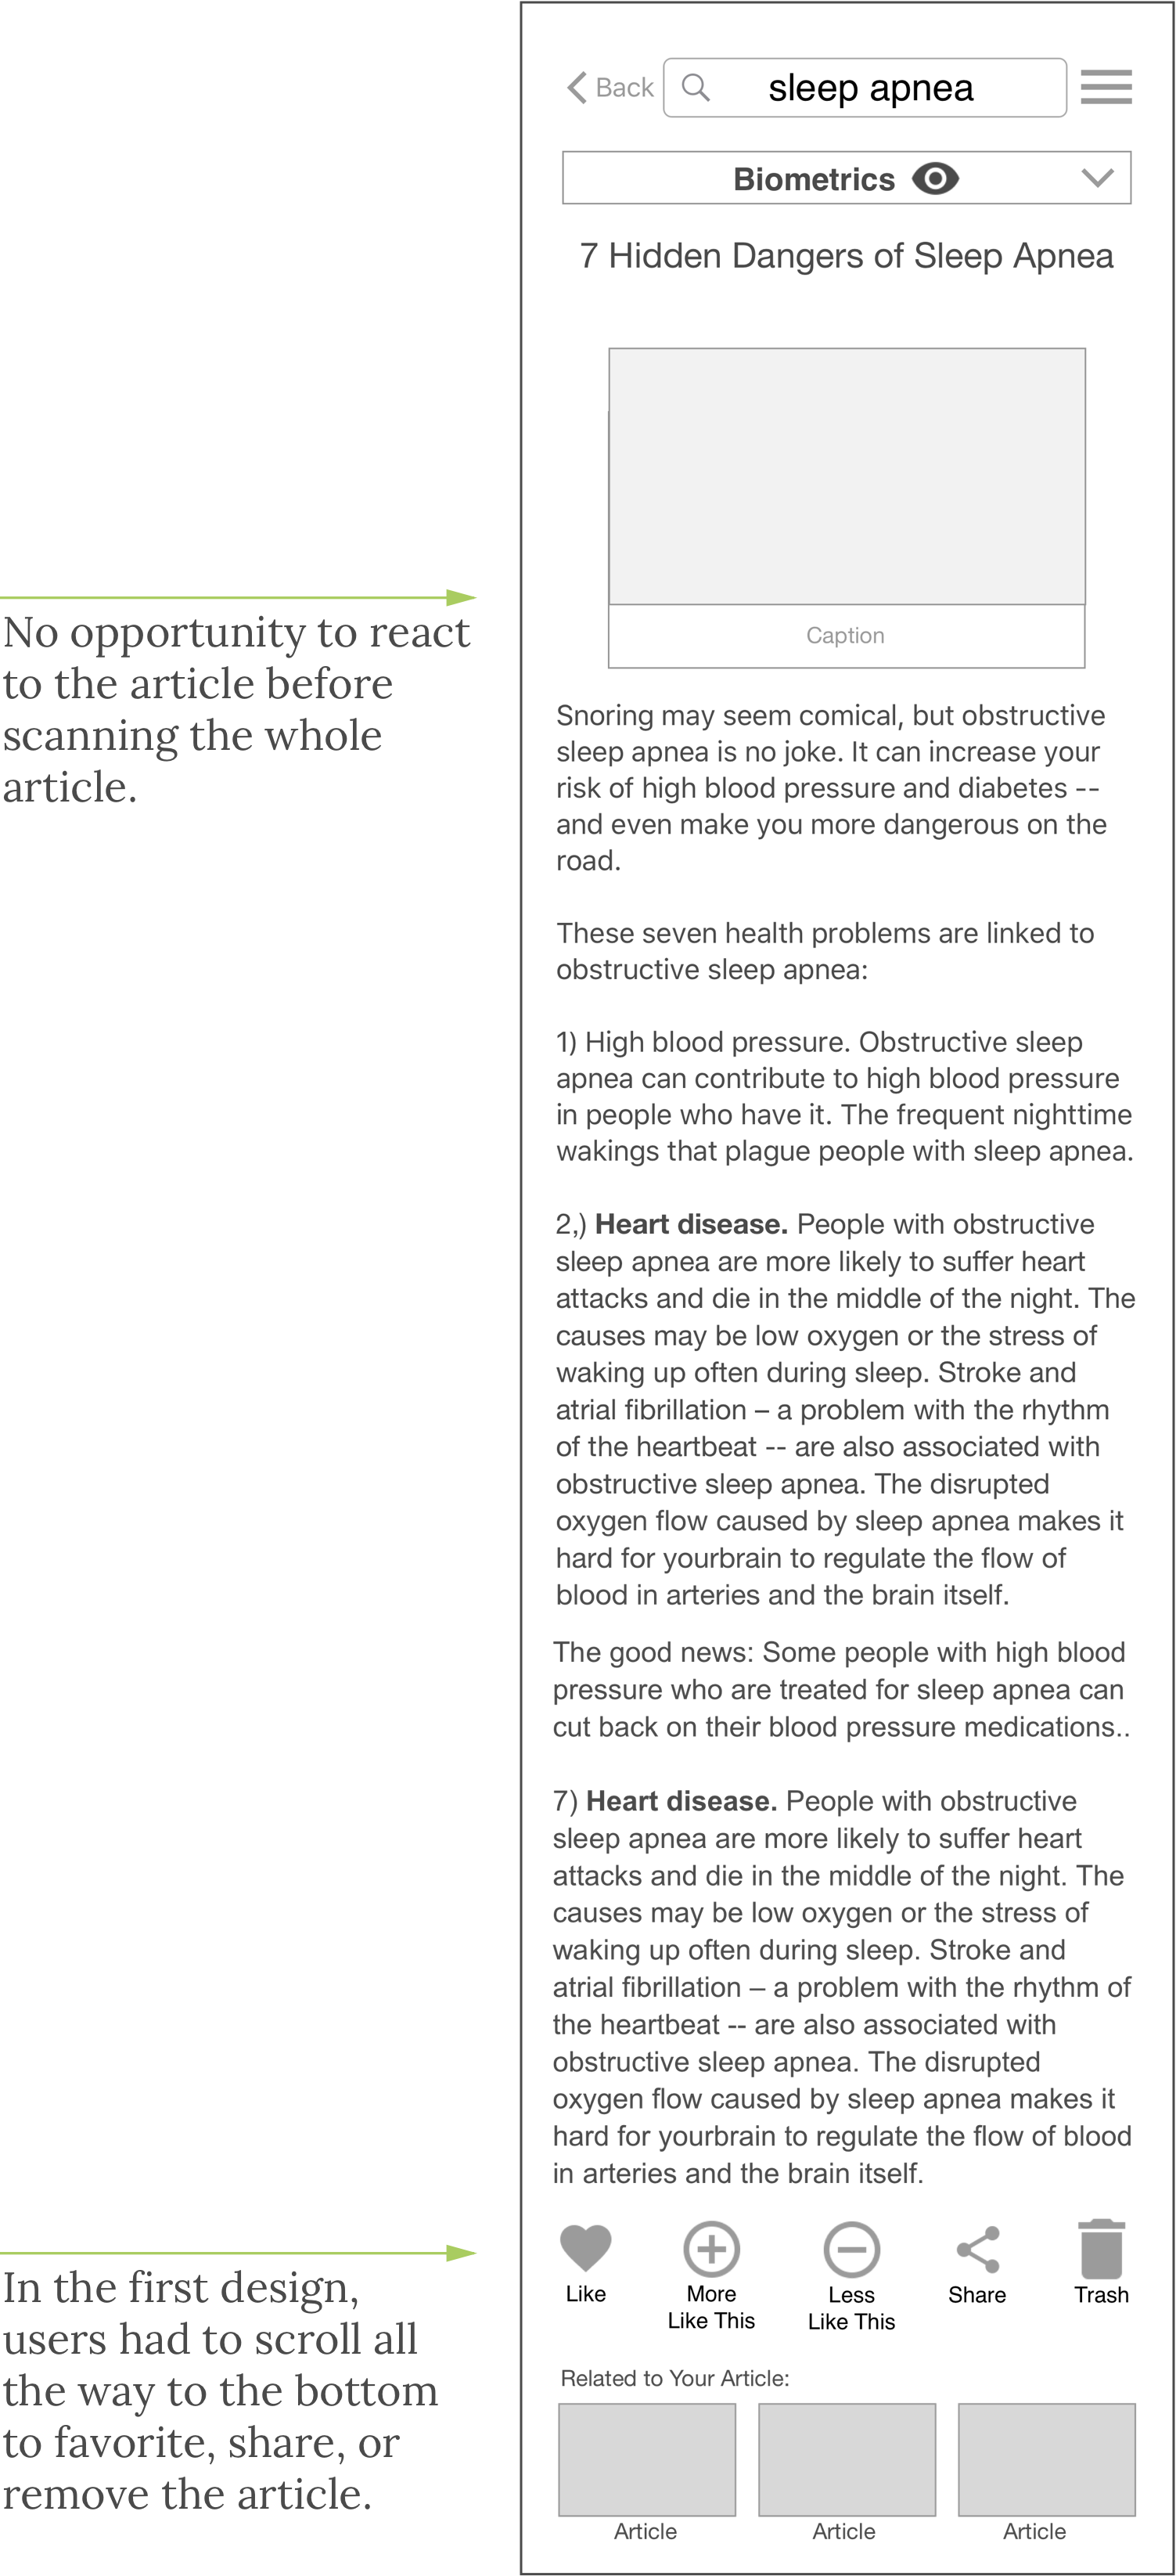 Back
sleep apnea
Biometrics
7 Hidden Dangers of Sleep Apnea
Caption
No opportunity to react
to the article before
scanning the whole
article.
Snoring may seem comical, but obstructive
sleep apnea is no joke. It can increase your
risk of high blood pressure and diabetes --
and even make you more dangerous on the
road.
These seven health problems are linked to
obstructive sleep apnea:
1) High blood pressure. Obstructive sleep
apnea can contribute to high blood pressure
in people who have it. The frequent nighttime
wakings that plague people with sleep apnea.
2,) Heart disease. People with obstructive
sleep apnea are more likely to suffer heart
attacks and die in the middle of the night. The
causes may be low oxygen or the stress of
waking up often during sleep. Stroke and
atrial fibrillation – a problem with the rhythm
of the heartbeat -- are also associated with
obstructive sleep apnea. The disrupted
oxygen flow caused by sleep apnea makes it
hard for yourbrain to regulate the flow of
blood in arteries and the brain itself.
The good news: Some people with high blood
pressure who are treated for sleep apnea can
cut back on their blood pressure medications..
7) Heart disease. People with obstructive
sleep apnea are more likely to suffer heart
attacks and die in the middle of the night. The
causes may be low oxygen or the stress of
waking up often during sleep. Stroke and
atrial fibrillation – a problem with the rhythm of
the heartbeat -- are also associated with
obstructive sleep apnea. The disrupted
oxygen flow caused by sleep apnea makes it
hard for yourbrain to regulate the flow of blood
in arteries and the brain itself.
In the first design,
users had to scroll all
the way to the bottom
to favorite, share, or
remove the article.
Like
More
Like This
Less
Like This
Share
Trash
Related to Your Article:
Article
Article
Article